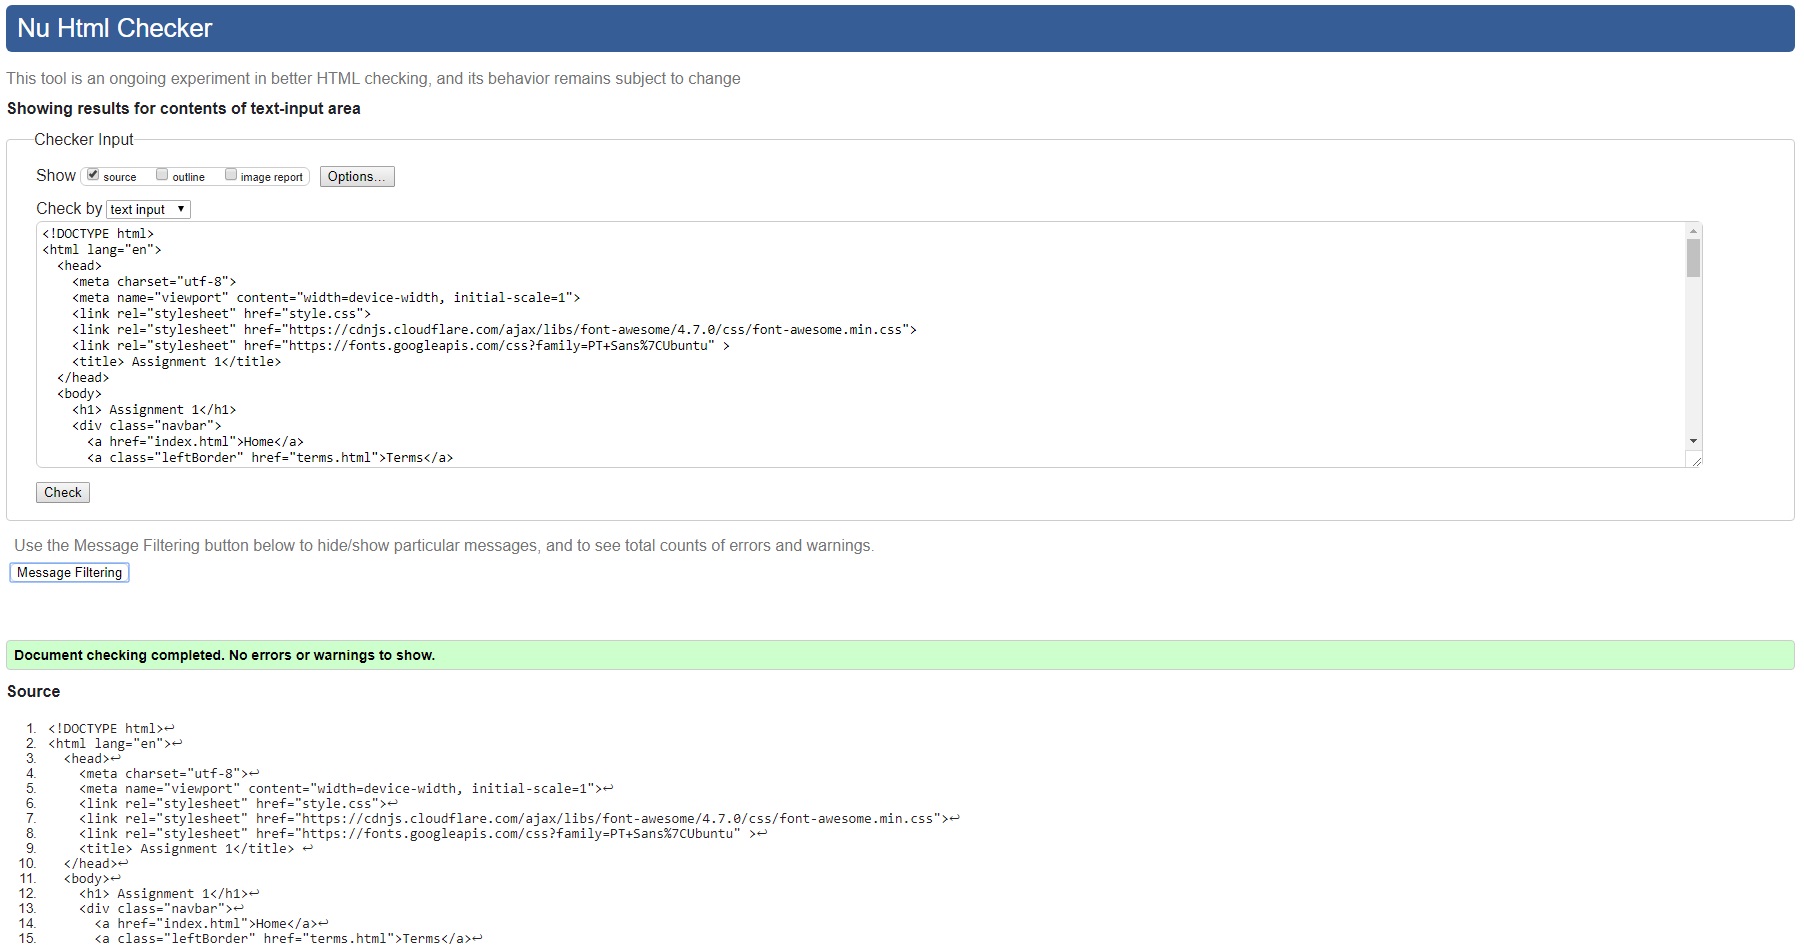 Nu Html Checker
This tool is an ongoing experiment in better HTML checking, and its behavior remains subject to change
Showing results for contents of text-input area
Checker Input
Show source outline image report Options...
Check by text input
<!DOCTYPE html>
<html lang="en">
  <head>
    <meta charset="utf-8">
    <meta name="viewport" content="width=device-width, initial-scale=1">
    <link rel="stylesheet" href="style.css">
    <link rel="stylesheet" href="https://cdnjs.cloudflare.com/ajax/libs/font-awesome/4.7.0/css/font-awesome.min.css">
    <link rel="stylesheet" href="https://fonts.googleapis.com/css?family=PT+Sans%7CUbuntu" >
    <title> Assignment 1</title>
  </head>
  <body>
    <h1> Assignment 1</h1>
    <div class="navbar">
      <a href="index.html">Home</a>
      <a class="leftBorder" href="terms.html">Terms</a>
Check
Use the Message Filtering button below to hide/show particular messages, and to see total counts of errors and warnings.
Message Filtering
Document checking completed. No errors or warnings to show.
Source
1. <!DOCTYPE html>↩
2. <html lang="en">↩
3.   <head>↩
4.     <meta charset="utf-8">↩
5.     <meta name="viewport" content="width=device-width, initial-scale=1">↩
6.     <link rel="stylesheet" href="style.css">↩
7.     <link rel="stylesheet" href="https://cdnjs.cloudflare.com/ajax/libs/font-awesome/4.7.0/css/font-awesome.min.css">↩
8.     <link rel="stylesheet" href="https://fonts.googleapis.com/css?family=PT+Sans%7CUbuntu" >↩
9.     <title> Assignment 1</title> ↩
10.   </head>↩
11.   <body>↩
12.     <h1> Assignment 1</h1>↩
13.     <div class="navbar">↩
14.       <a href="index.html">Home</a>↩
15.       <a class="leftBorder" href="terms.html">Terms</a>↩